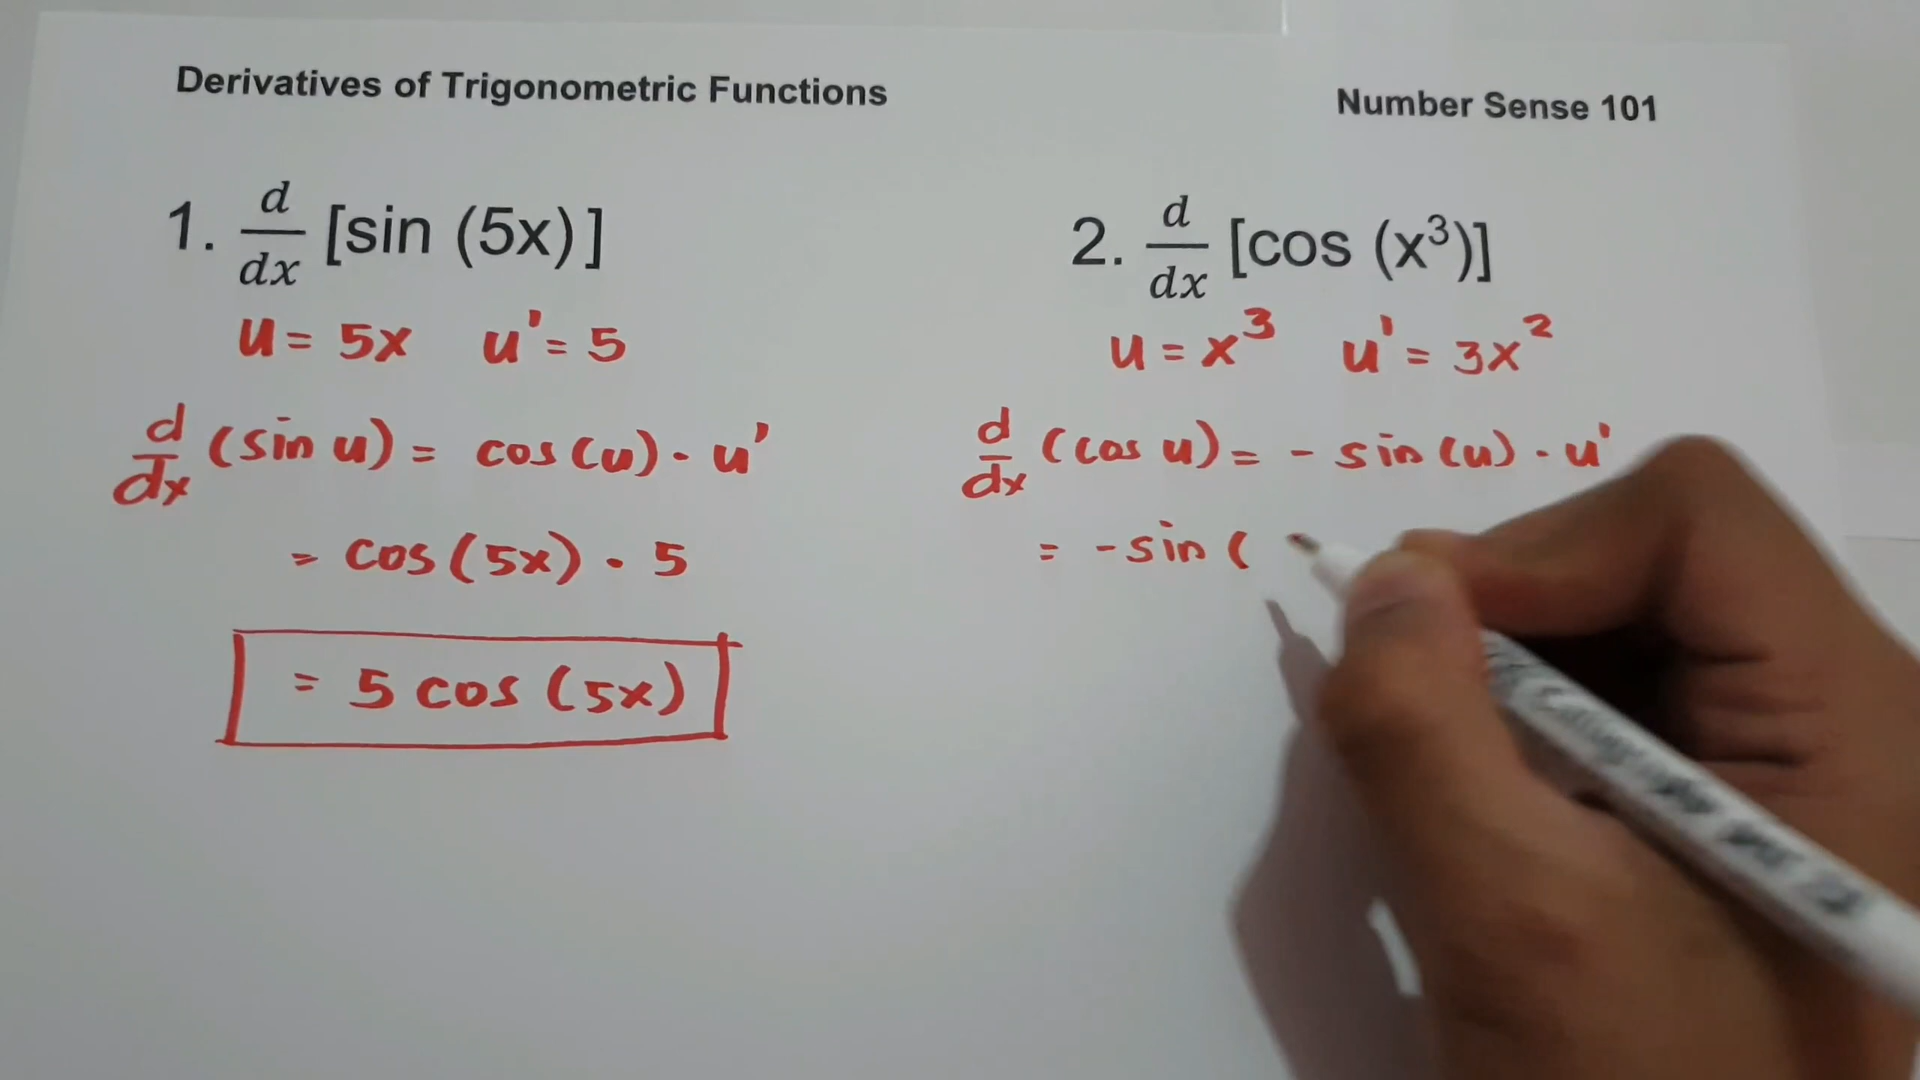 Derivatives of Trigonometric Functions
Number Sense 101
1. d/dx [sin (5x)]
u = 5x u' = 5
d/dx (sin u) = cos(u) · u'
= cos(5x) · 5
= 5 cos (5x)
2. d/dx [cos (x³)]
u = x³ u' = 3x²
d/dx (cos u) = - sin (u) · u'
= -sin (